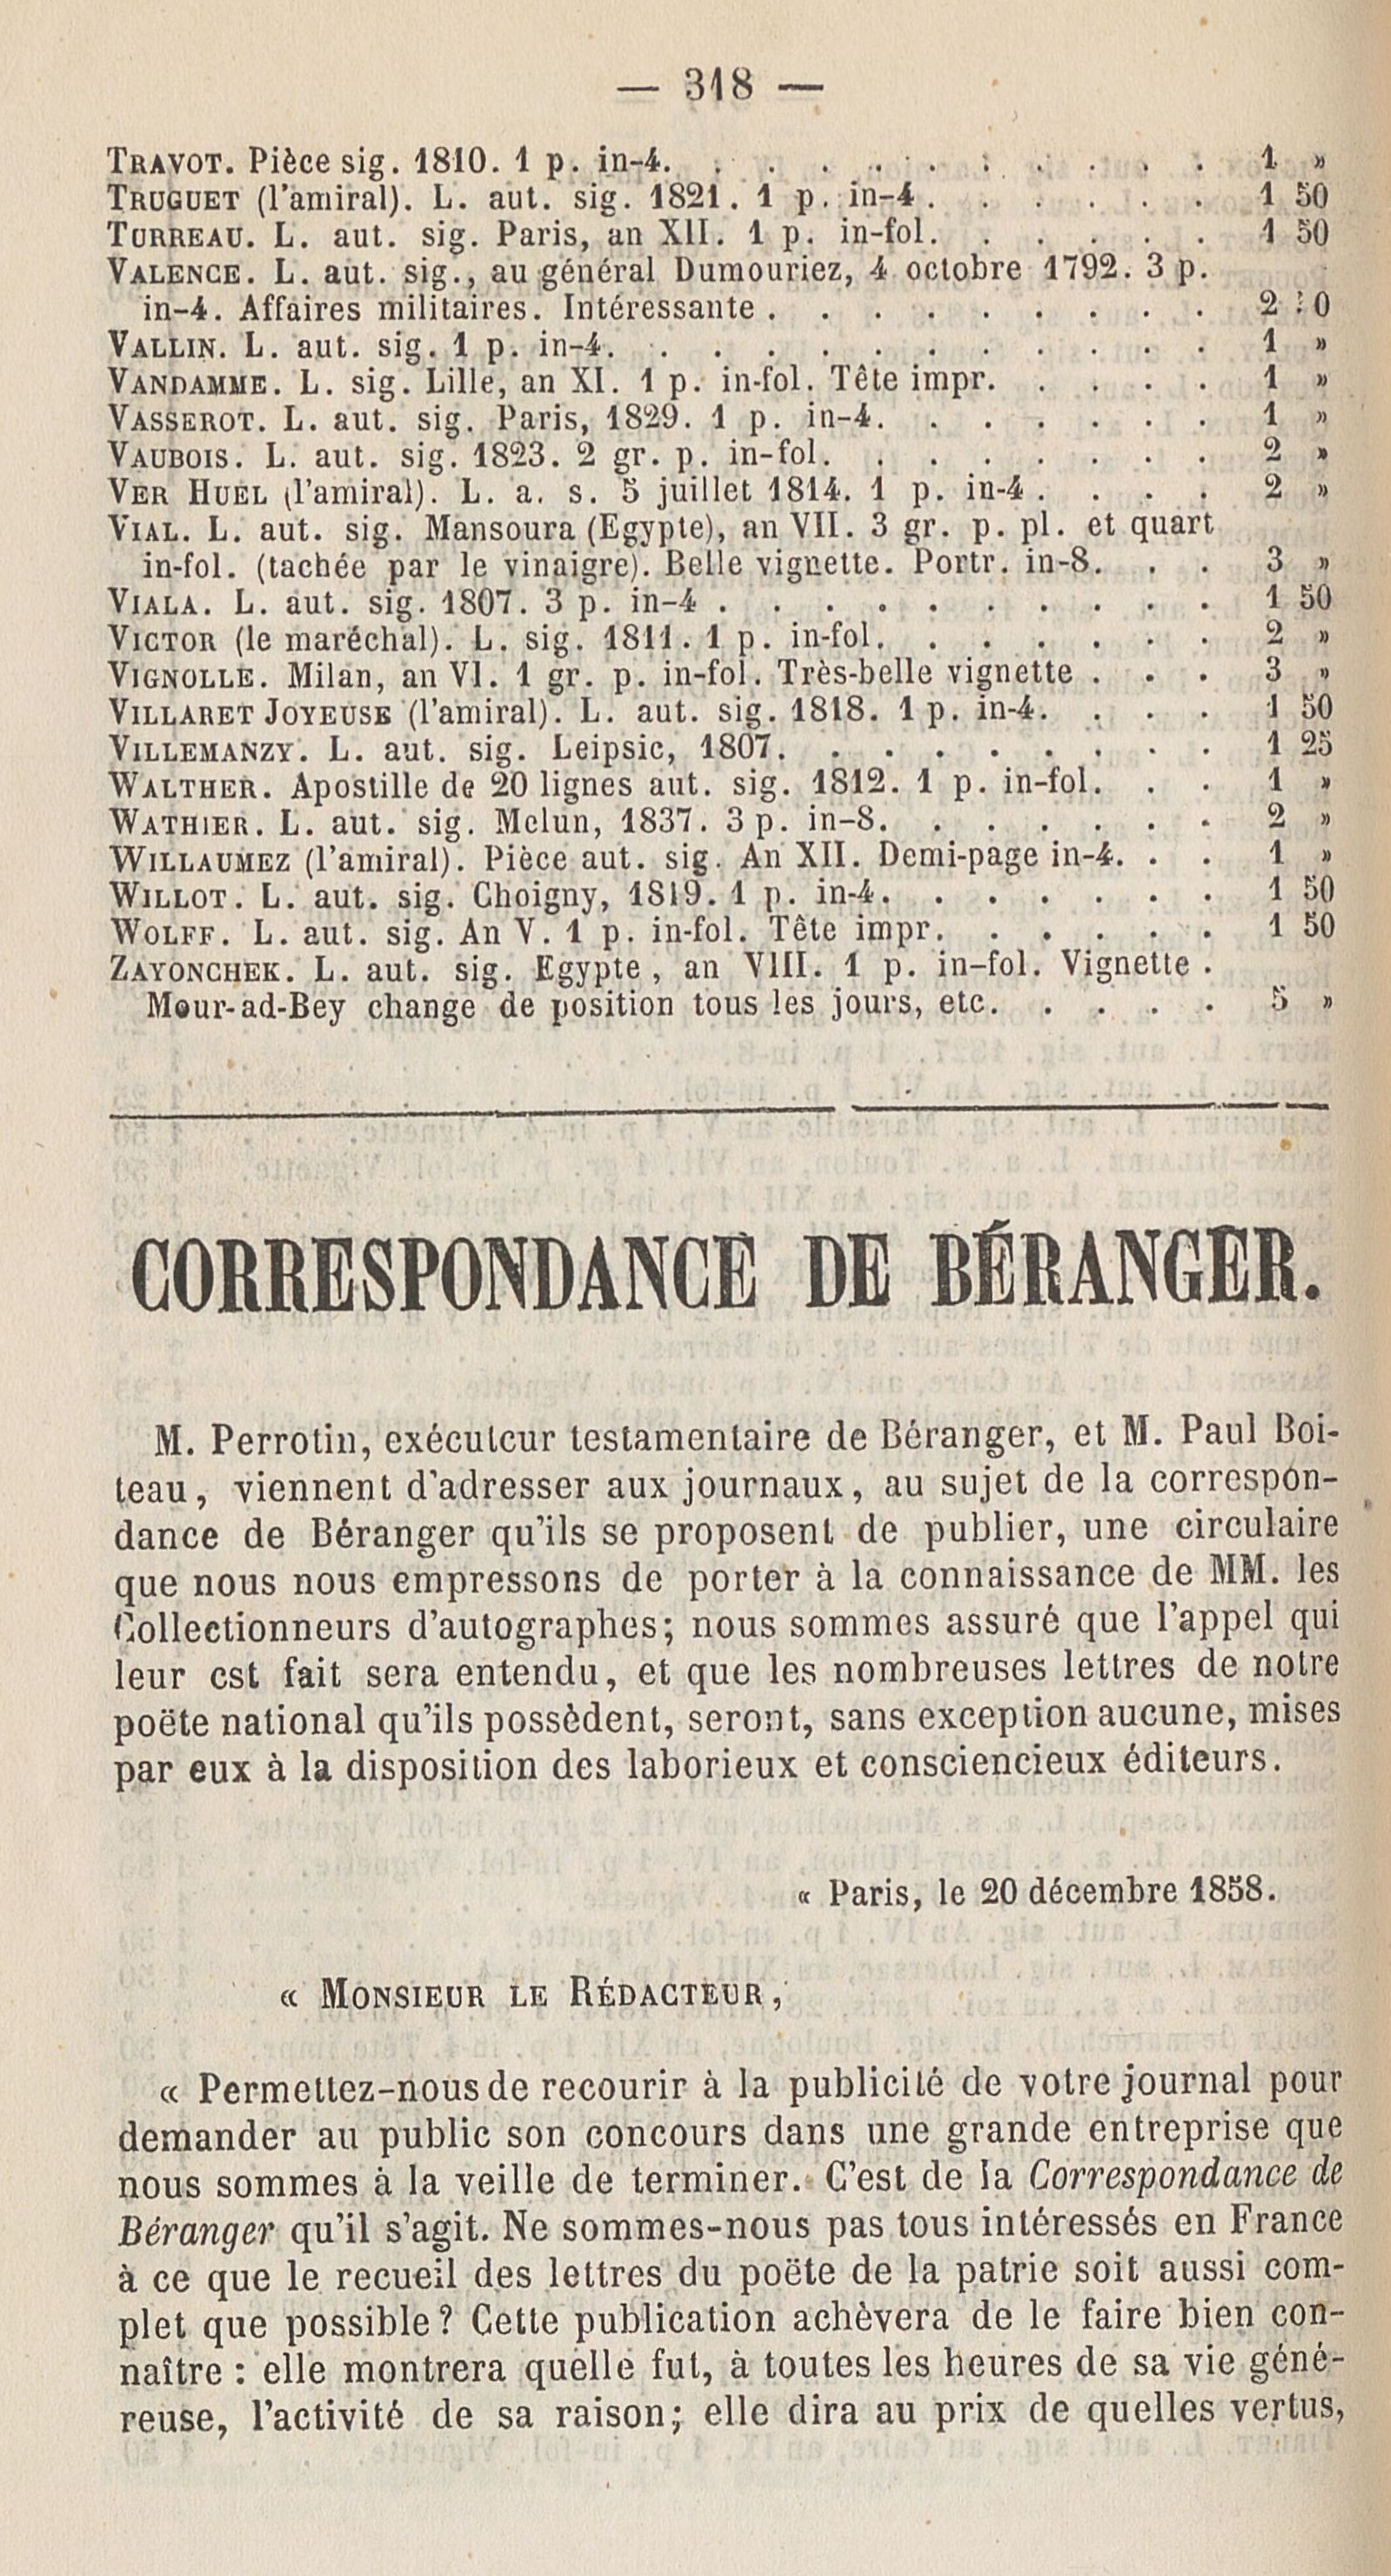 — 318 —
TRAVOT. Pièce sig. 1810. 1 p. in-4. . . . . . . . . . . 1 »
TRUGUET (l'amiral). L. aut. sig. 1821. 1 p. in-4. . . . . . 1 50
TURREAU. L. aut. sig. Paris, an XII. 1 p. in-fol. . . . . . 1 50
VALENCE. L. aut. sig., au général Dumouriez, 4 octobre 1792. 3 p.
in-4. Affaires militaires. Intéressante . . . . . . . . . 2 50
VALLIN. L. aut. sig. 1 p. in-4. . . . . . . . . . . . 1 »
VANDAMME. L. sig. Lille, an XI. 1 p. in-fol. Tête impr. . . . . 1 »
VASSEROT. L. aut. sig. Paris, 1829. 1 p. in-4. . . . . . . 1 »
VAUBOIS. L. aut. sig. 1823. 2 gr. p. in-fol. . . . . . . . 2 »
VER HUEL (l'amiral). L. a. s. 5 juillet 1814. 1 p. in-4 . . . . 2 »
VIAL. L. aut. sig. Mansoura (Egypte), an VII. 3 gr. p. pl. et quart
in-fol. (tachée par le vinaigre). Belle vignette. Portr. in-8. . . 3 »
VIALA. L. aut. sig. 1807. 3 p. in-4 . . . . . . . . . . 1 50
VICTOR (le maréchal). L. sig. 1811. 1 p. in-fol. . . . . . . 2 »
VIGNOLLE. Milan, an VI. 1 gr. p. in-fol. Très-belle vignette . . . 3 »
VILLARET JOYEUSE (l'amiral). L. aut. sig. 1818. 1 p. in-4. . . . 1 50
VILLEMANZY. L. aut. sig. Leipsic, 1807. . . . . . . . . 1 25
WALTHER. Apostille de 20 lignes aut. sig. 1812. 1 p. in-fol. . . 1 »
WATHIER. L. aut. sig. Melun, 1837. 3 p. in-8. . . . . . . 2 »
WILLAUMEZ (l'amiral). Pièce aut. sig. An XII. Demi-page in-4. . . 1 »
WILLOT. L. aut. sig. Choigny, 1819. 1 p. in-4. . . . . . . 1 50
WOLFF. L. aut. sig. An V. 1 p. in-fol. Tête impr. . . . . . 1 50
ZAYONCHEK. L. aut. sig. Egypte, an VIII. 1 p. in-fol. Vignette .
Mour-ad-Bey change de position tous les jours, etc. . . . . 5 »
CORRESPONDANCE DE BÉRANGER.
M. Perrotin, exécuteur testamentaire de Béranger, et M. Paul Boi-
teau, viennent d'adresser aux journaux, au sujet de la correspon-
dance de Béranger qu'ils se proposent de publier, une circulaire
que nous nous empressons de porter à la connaissance de MM. les
Collectionneurs d'autographes; nous sommes assuré que l'appel qui
leur est fait sera entendu, et que les nombreuses lettres de notre
poëte national qu'ils possèdent, seront, sans exception aucune, mises
par eux à la disposition des laborieux et consciencieux éditeurs.
« Paris, le 20 décembre 1858.
« MONSIEUR LE RÉDACTEUR,
« Permettez-nous de recourir à la publicité de votre journal pour
demander au public son concours dans une grande entreprise que
nous sommes à la veille de terminer. C'est de la Correspondance de
Béranger qu'il s'agit. Ne sommes-nous pas tous intéressés en France
à ce que le recueil des lettres du poëte de la patrie soit aussi com-
plet que possible? Cette publication achèvera de le faire bien con-
naître : elle montrera quelle fut, à toutes les heures de sa vie géné-
reuse, l'activité de sa raison; elle dira au prix de quelles vertus,